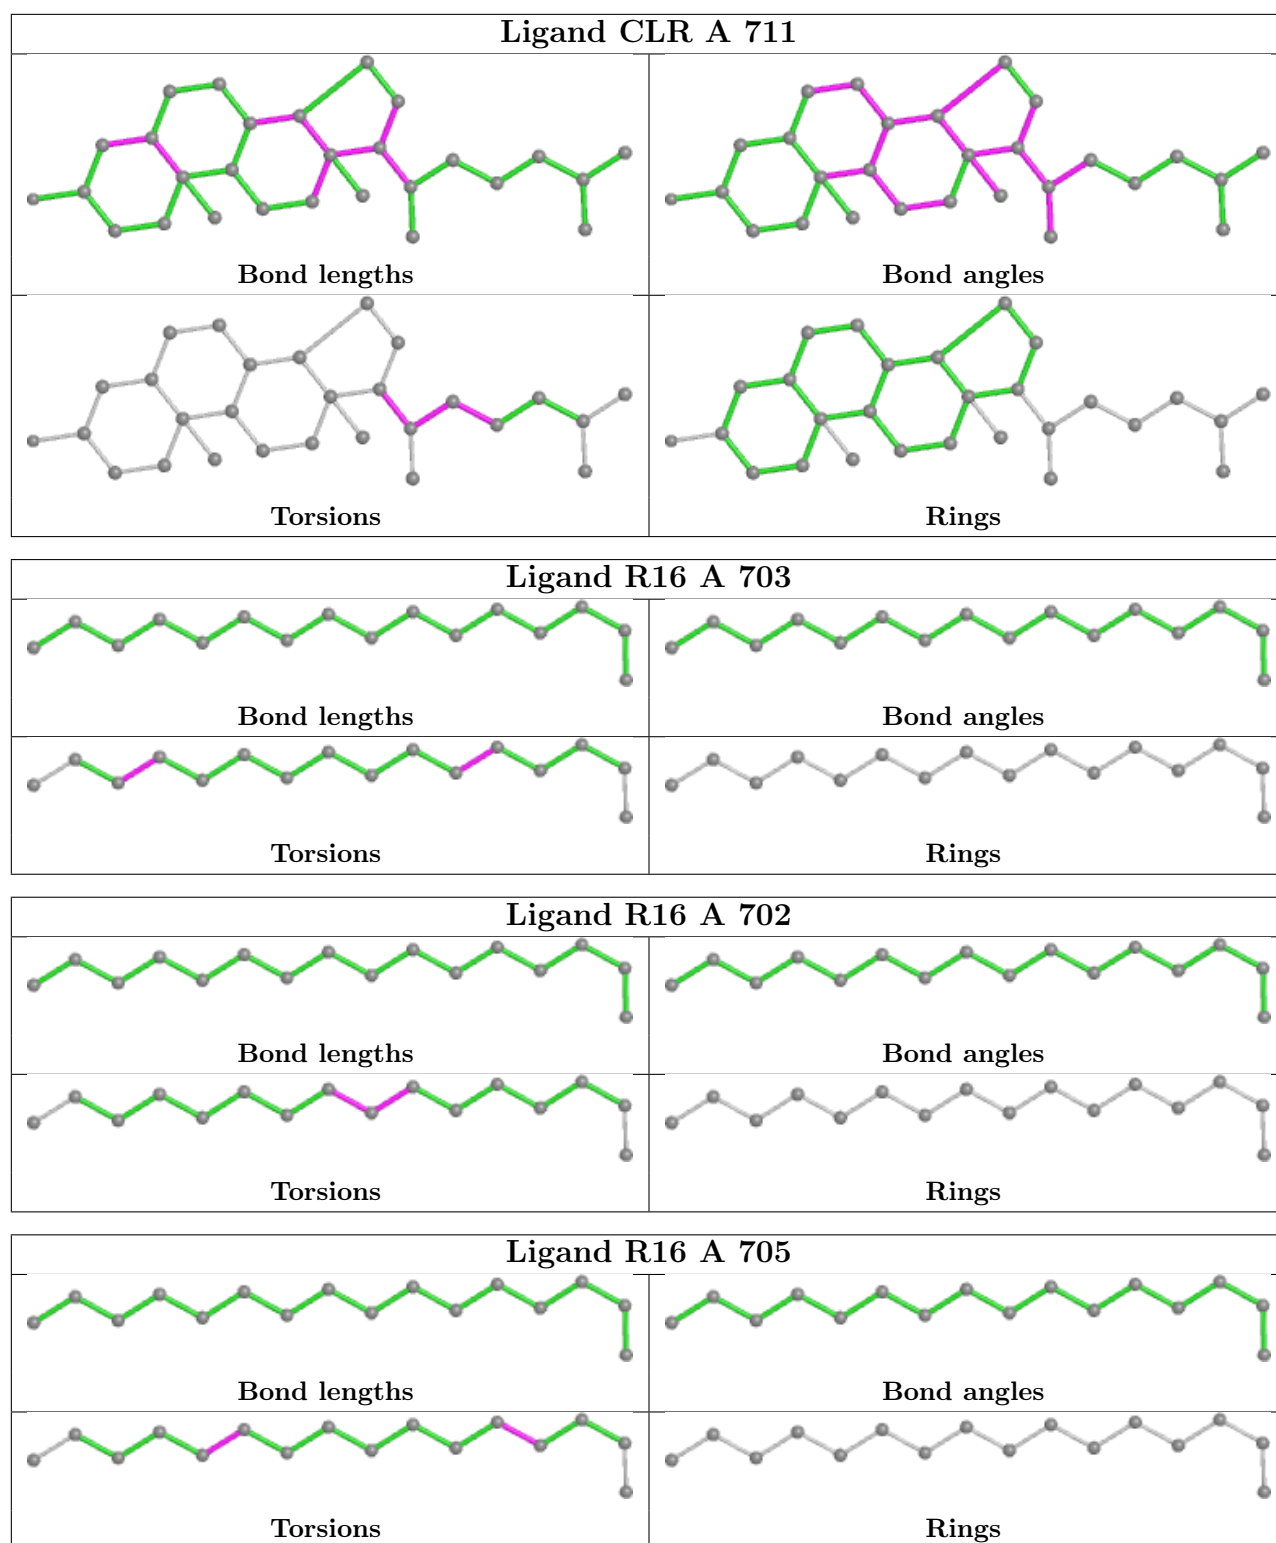 Ligand CLR A 711
Bond lengths
Bond angles
Torsions
Rings
Ligand R16 A 703
Bond lengths
Bond angles
Torsions
Rings
Ligand R16 A 702
Bond lengths
Bond angles
Torsions
Rings
Ligand R16 A 705
Bond lengths
Bond angles
Torsions
Rings